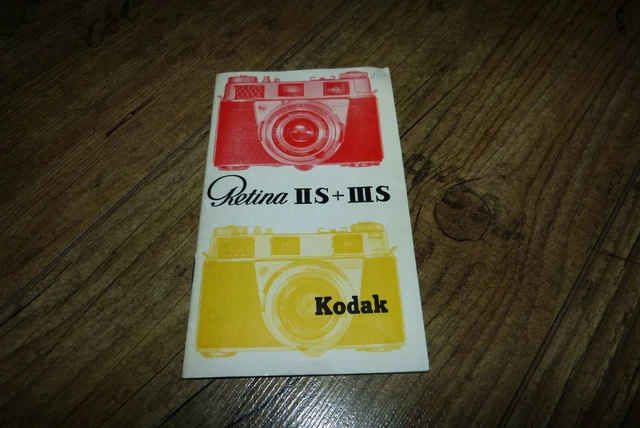 Retina IIS + IIIS
Kodak